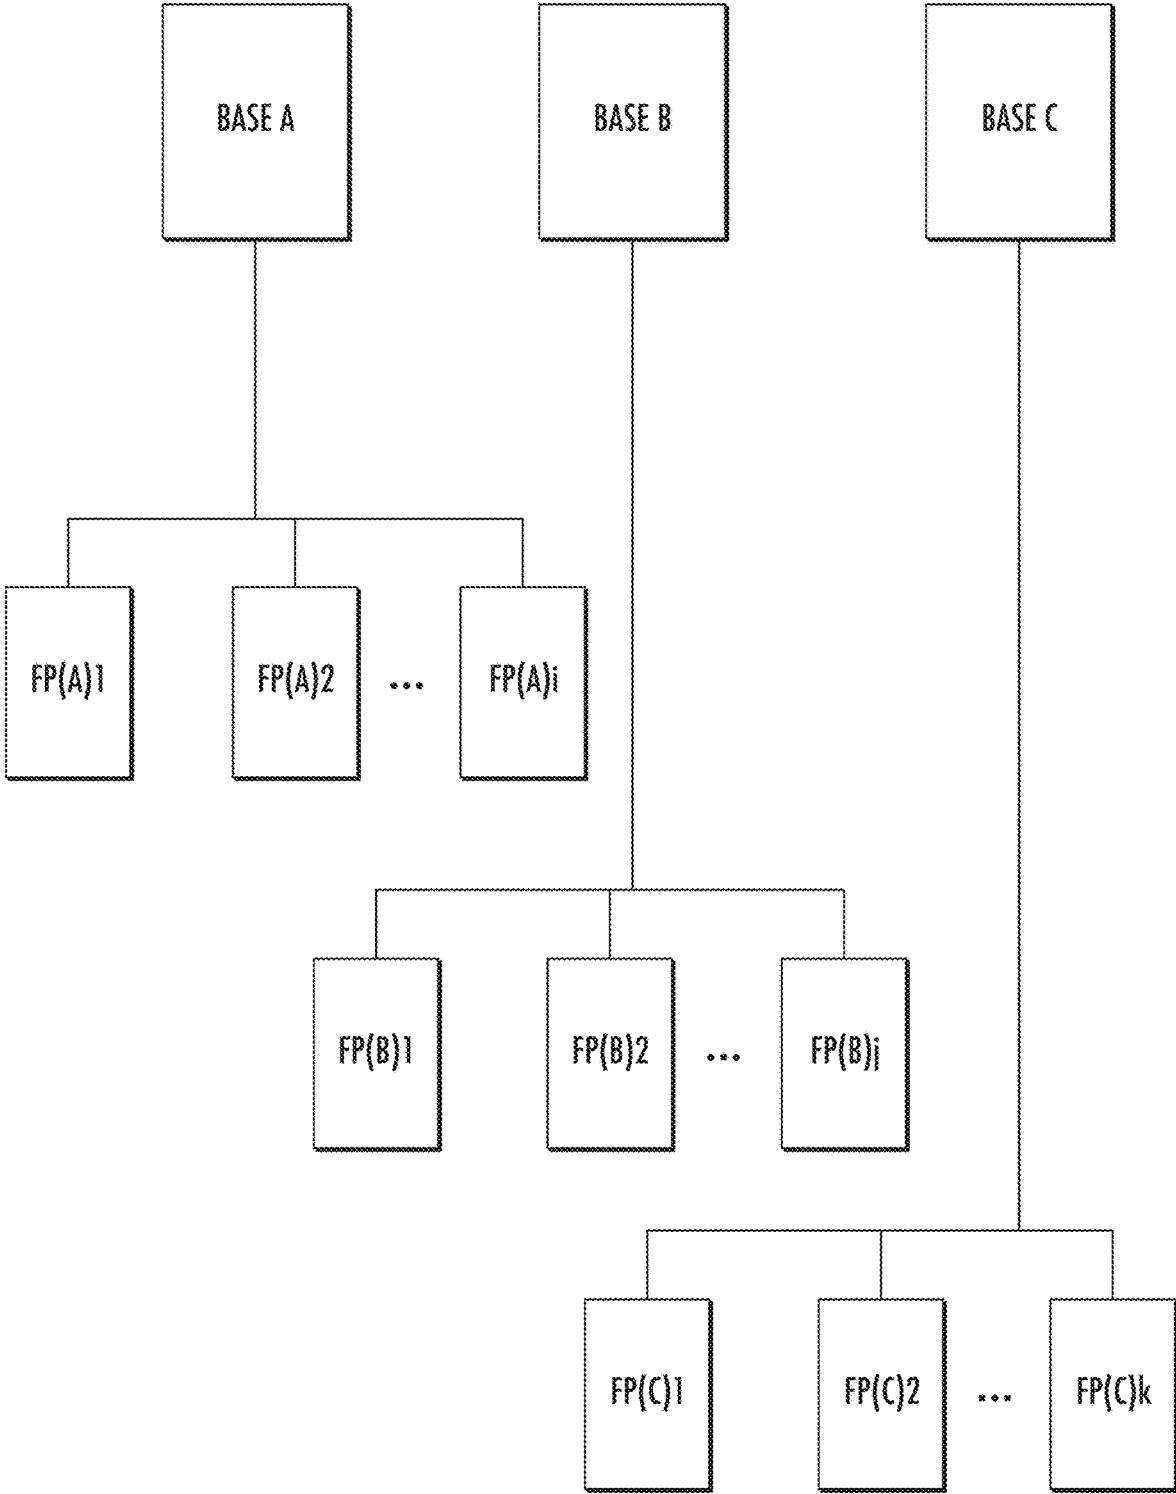 BASE A
BASE B
BASE C
FP(A)1
FP(A)2
...
FP(A)i
FP(B)1
FP(B)2
...
FP(B)j
FP(C)1
FP(C)2
...
FP(C)k